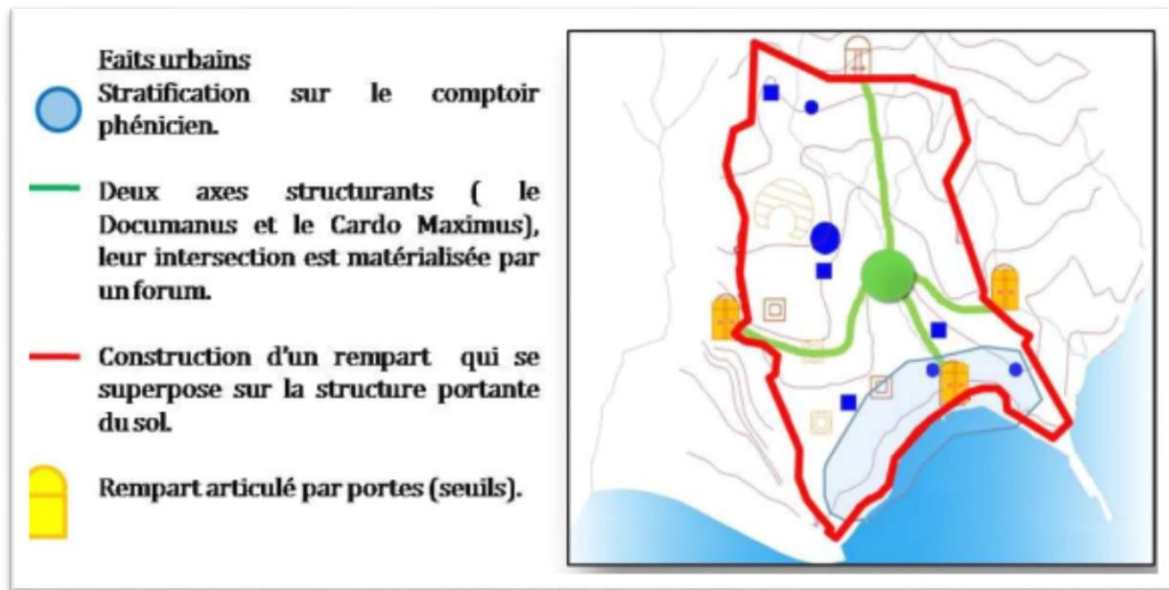 Faits urbains
Stratification sur le comptoir
phénicien.
Deux axes structurants ( le
Documanus et le Cardo Maximus),
leur intersection est matérialisée par
un forum.
Construction d'un rempart qui se
superpose sur la structure portante
du sol.
Rempart articulé par portes (seuils).